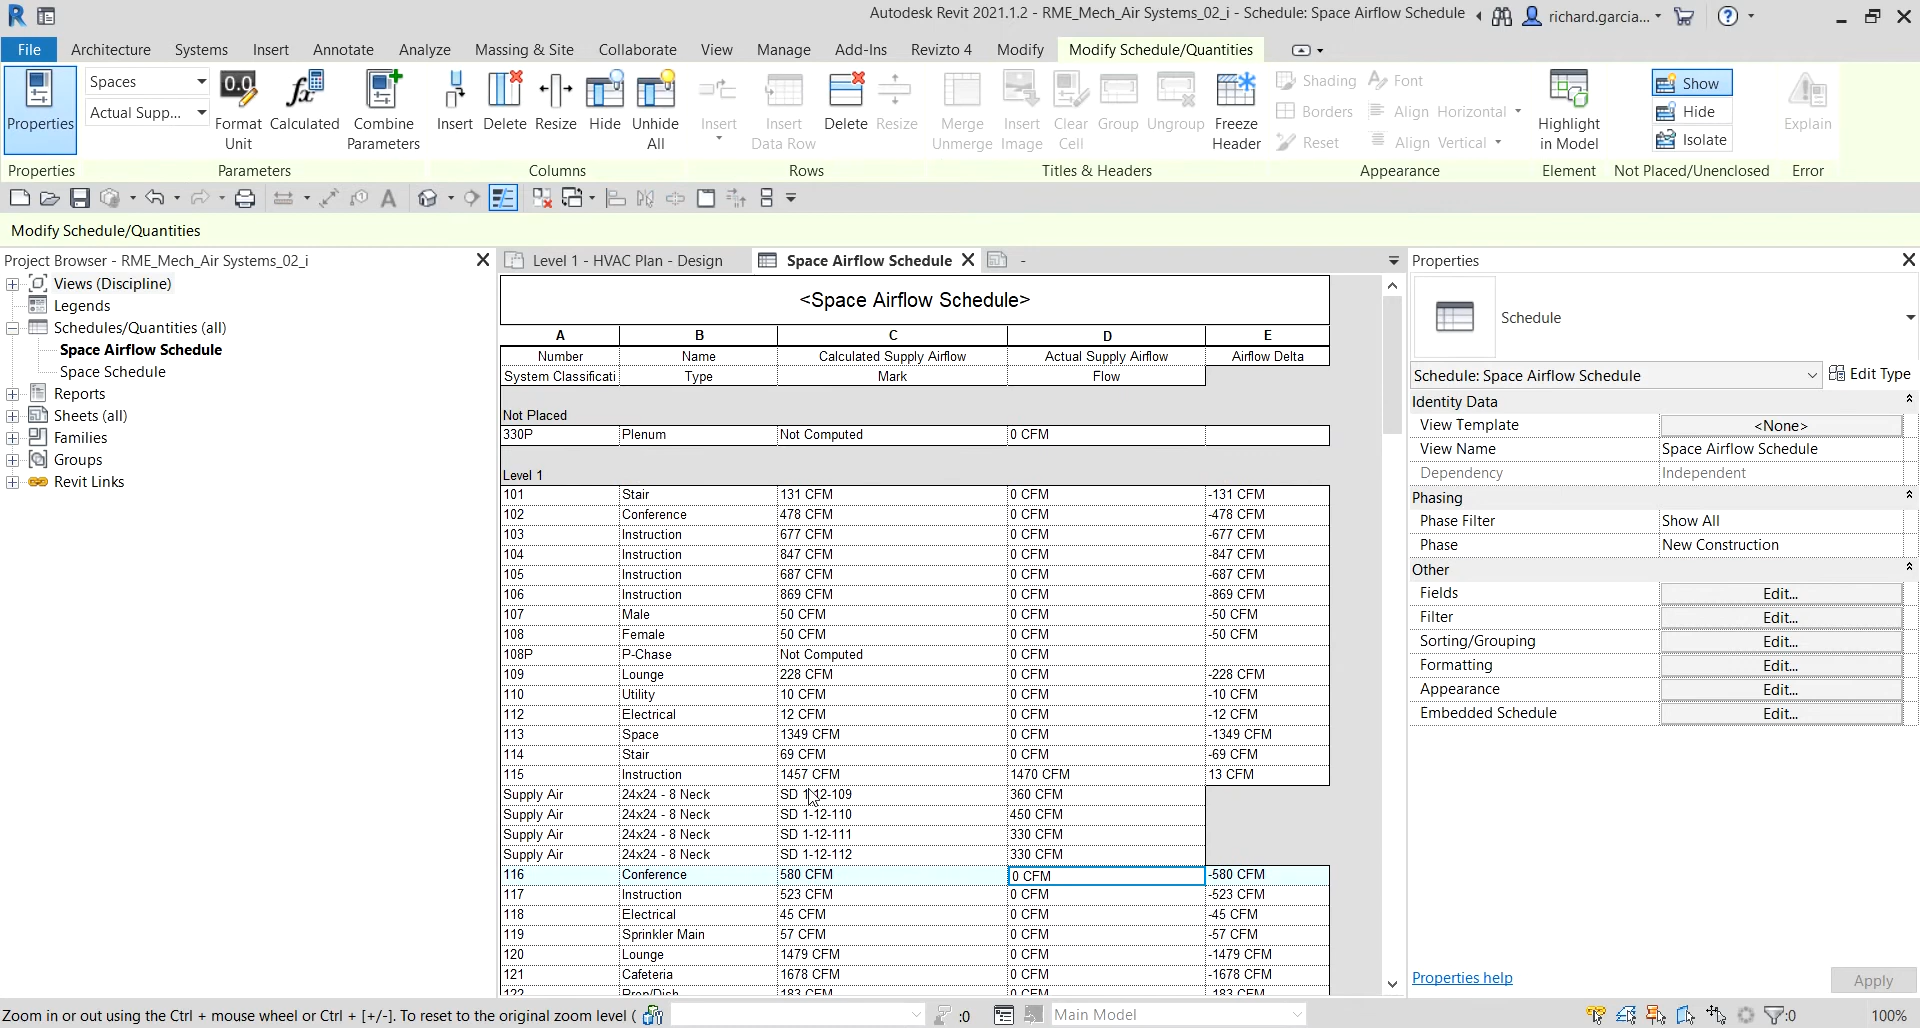 Autodesk Revit 2021.1.2 - RME_Mech_Air Systems_02_i - Schedule: Space Airflow Schedule
richard.garcia...
File Architecture Systems Insert Annotate Analyze Massing & Site Collaborate View Manage Add-Ins Revizto 4 Modify Modify Schedule/Quantities
Properties
Spaces
Actual Supp...
Format Unit
Calculated
Combine Parameters
Insert
Delete
Resize
Hide
Unhide All
Insert
Insert Data Row
Delete
Resize
Merge Unmerge
Insert Image
Clear Cell
Group
Ungroup
Freeze Header
Shading
Borders
Reset
Font
Align Horizontal
Align Vertical
Highlight in Model
Show
Hide
Isolate
Explain
Properties Parameters Columns Rows Titles & Headers Appearance Element Not Placed/Unenclosed Error
Modify Schedule/Quantities
Project Browser - RME_Mech_Air Systems_02_i
Views (Discipline)
Legends
Schedules/Quantities (all)
Space Airflow Schedule
Space Schedule
Reports
Sheets (all)
Families
Groups
Revit Links
Level 1 - HVAC Plan - Design
Space Airflow Schedule
-
<Space Airflow Schedule>
A B C D E
Number Name Calculated Supply Airflow Actual Supply Airflow Airflow Delta
System Classificati Type Mark Flow
Not Placed
330P Plenum Not Computed 0 CFM
Level 1
101 Stair 131 CFM 0 CFM -131 CFM
102 Conference 478 CFM 0 CFM -478 CFM
103 Instruction 677 CFM 0 CFM -677 CFM
104 Instruction 847 CFM 0 CFM -847 CFM
105 Instruction 687 CFM 0 CFM -687 CFM
106 Instruction 869 CFM 0 CFM -869 CFM
107 Male 50 CFM 0 CFM -50 CFM
108 Female 50 CFM 0 CFM -50 CFM
108P P-Chase Not Computed 0 CFM
109 Lounge 228 CFM 0 CFM -228 CFM
110 Utility 10 CFM 0 CFM -10 CFM
112 Electrical 12 CFM 0 CFM -12 CFM
113 Space 1349 CFM 0 CFM -1349 CFM
114 Stair 69 CFM 0 CFM -69 CFM
115 Instruction 1457 CFM 1470 CFM 13 CFM
Supply Air 24x24 - 8 Neck SD 1-12-109 360 CFM
Supply Air 24x24 - 8 Neck SD 1-12-110 450 CFM
Supply Air 24x24 - 8 Neck SD 1-12-111 330 CFM
Supply Air 24x24 - 8 Neck SD 1-12-112 330 CFM
116 Conference 580 CFM 0 CFM -580 CFM
117 Instruction 523 CFM 0 CFM -523 CFM
118 Electrical 45 CFM 0 CFM -45 CFM
119 Sprinkler Main 57 CFM 0 CFM -57 CFM
120 Lounge 1479 CFM 0 CFM -1479 CFM
121 Cafeteria 1678 CFM 0 CFM -1678 CFM
122 Prep/Dish 183 CFM 0 CFM -183 CFM
Properties
Schedule
Schedule: Space Airflow Schedule
Edit Type
Identity Data
View Template <None>
View Name Space Airflow Schedule
Dependency Independent
Phasing
Phase Filter Show All
Phase New Construction
Other
Fields Edit...
Filter Edit...
Sorting/Grouping Edit...
Formatting Edit...
Appearance Edit...
Embedded Schedule Edit...
Properties help
Apply
Zoom in or out using the Ctrl + mouse wheel or Ctrl + [+/-]. To reset to the original zoom level (
:0
Main Model
:0
100%